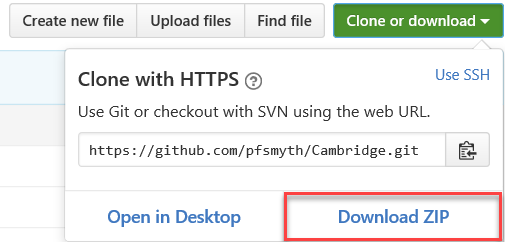 Create new file Upload files Find file Clone or download
Clone with HTTPS ? Use SSH
Use Git or checkout with SVN using the web URL.
https://github.com/pfsmyth/Cambridge.git
Open in Desktop Download ZIP